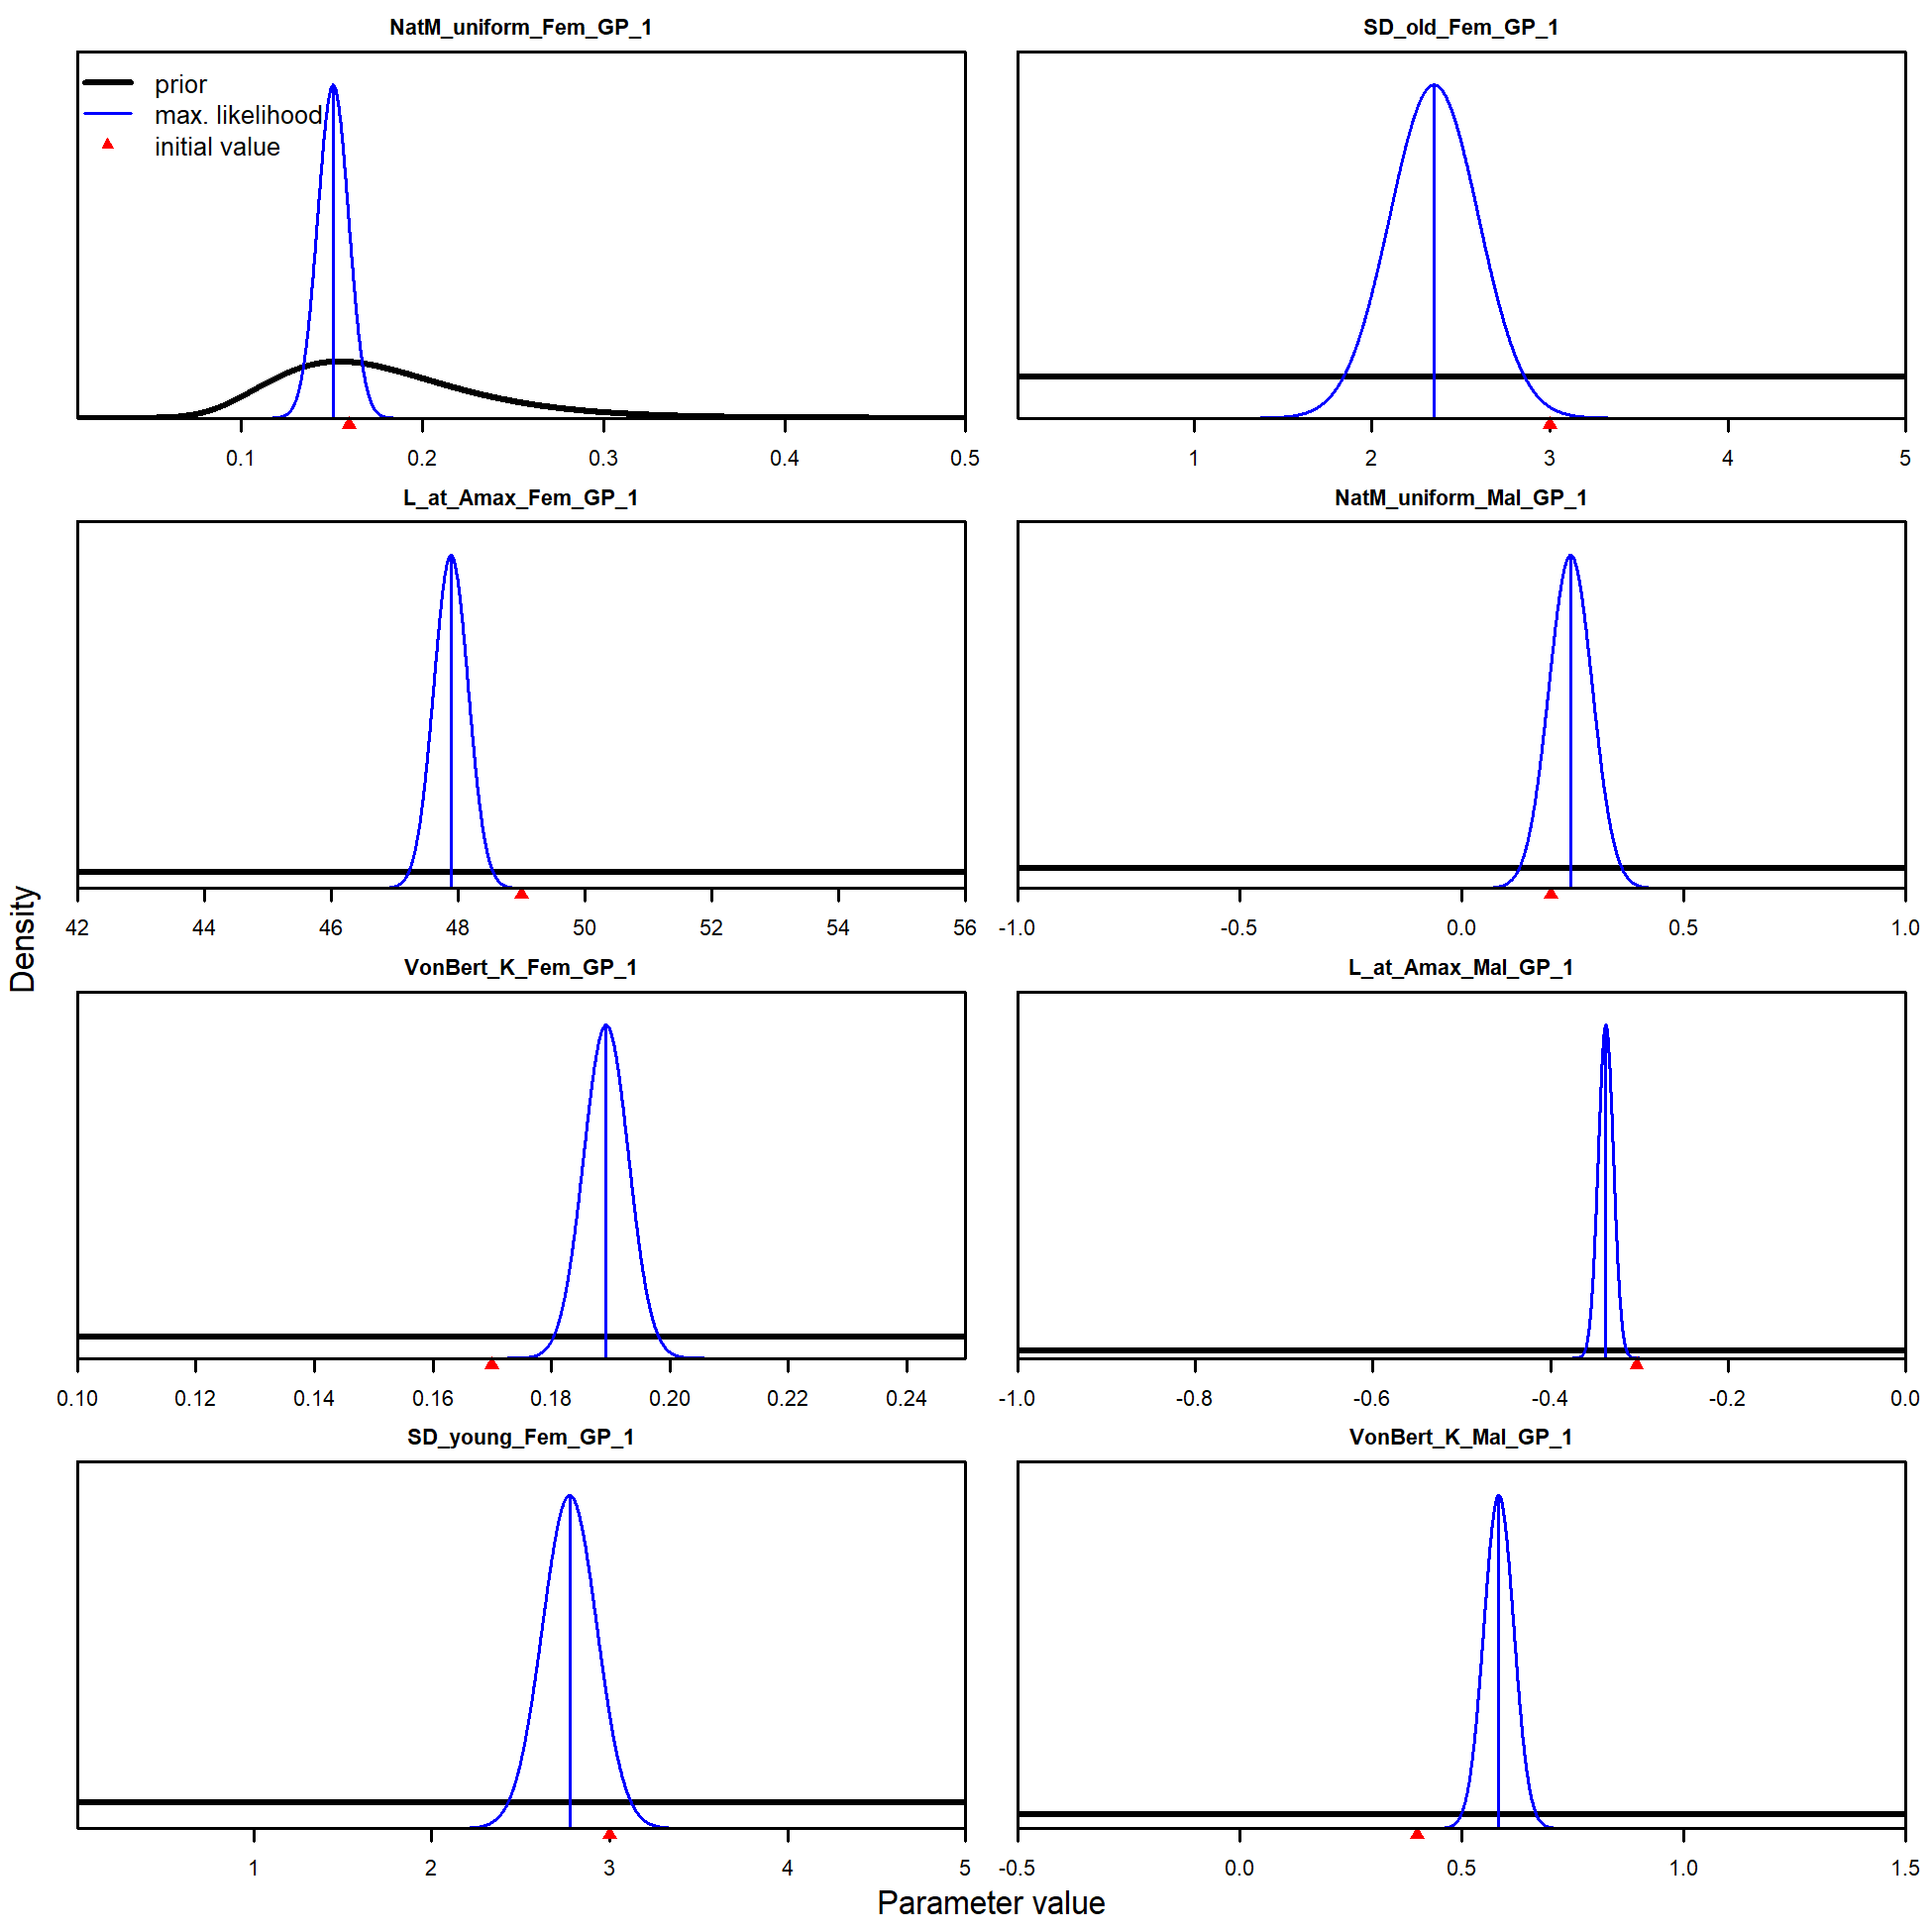 NatM_uniform_Fem_GP_1
prior
max. likelihood
initial value
0.1 0.2 0.3 0.4 0.5
SD_old_Fem_GP_1
1 2 3 4 5
L_at_Amax_Fem_GP_1
42 44 46 48 50 52 54 56
NatM_uniform_Mal_GP_1
-1.0 -0.5 0.0 0.5 1.0
VonBert_K_Fem_GP_1
0.10 0.12 0.14 0.16 0.18 0.20 0.22 0.24
L_at_Amax_Mal_GP_1
-1.0 -0.8 -0.6 -0.4 -0.2 0.0
SD_young_Fem_GP_1
1 2 3 4 5
VonBert_K_Mal_GP_1
-0.5 0.0 0.5 1.0 1.5
Density
Parameter value